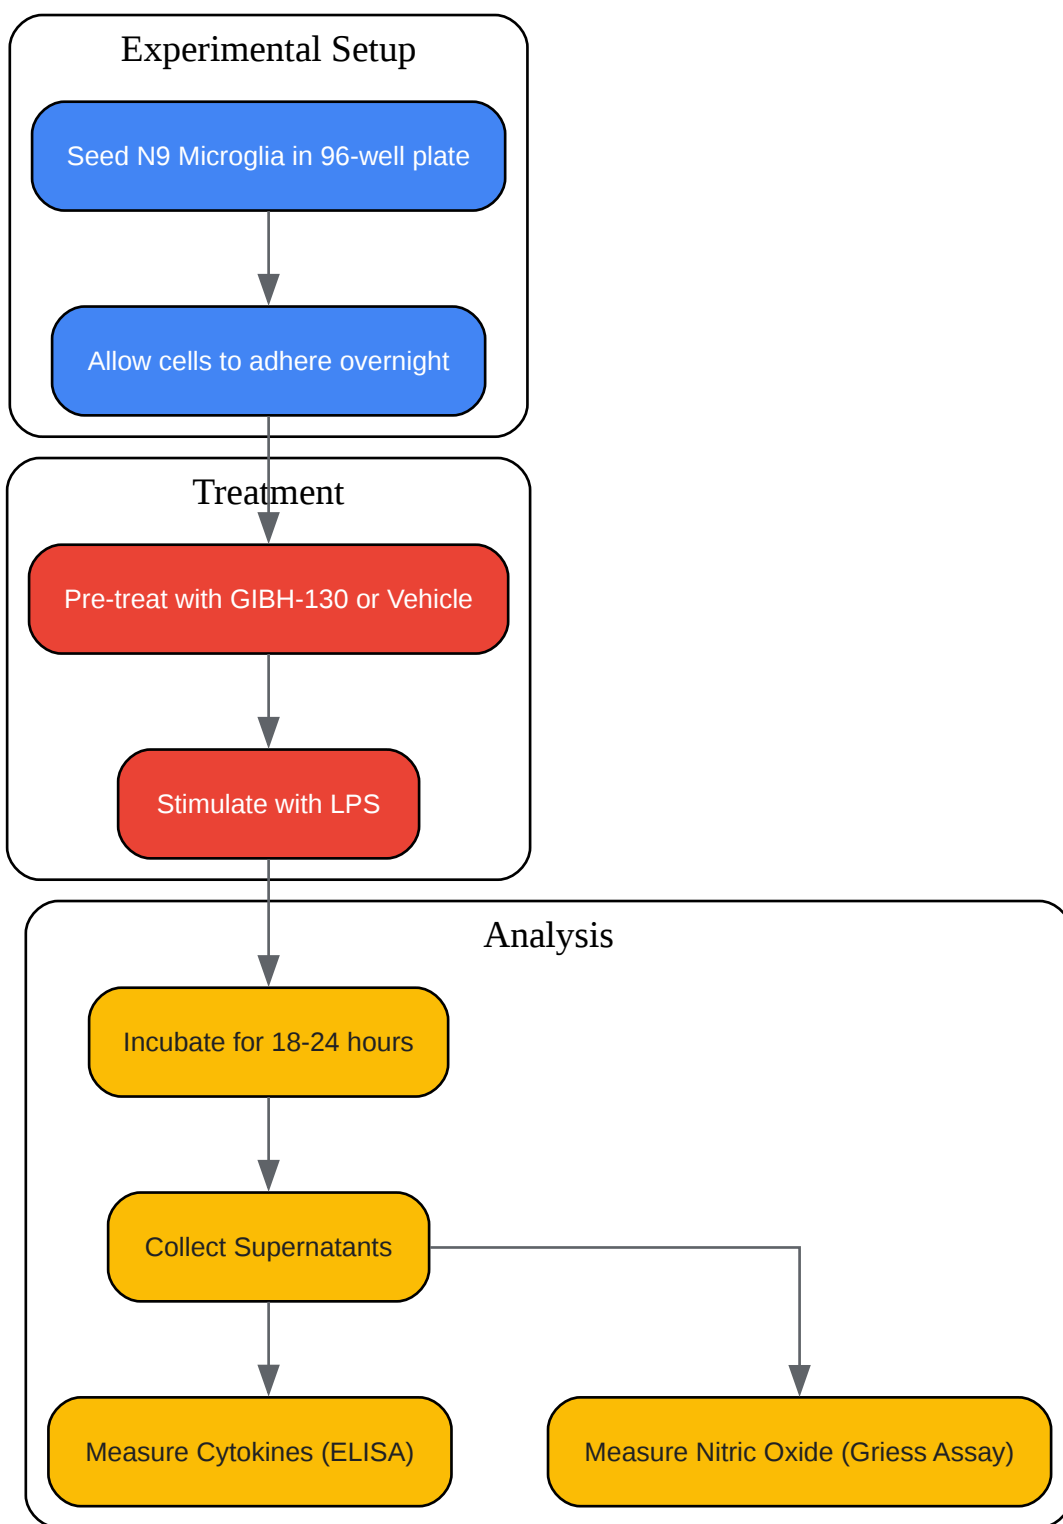 Experimental Setup
Seed N9 Microglia in 96-well plate
Allow cells to adhere overnight
Treatment
Pre-treat with GIBH-130 or Vehicle
Stimulate with LPS
Analysis
Incubate for 18-24 hours
Collect Supernatants
Measure Cytokines (ELISA)
Measure Nitric Oxide (Griess Assay)